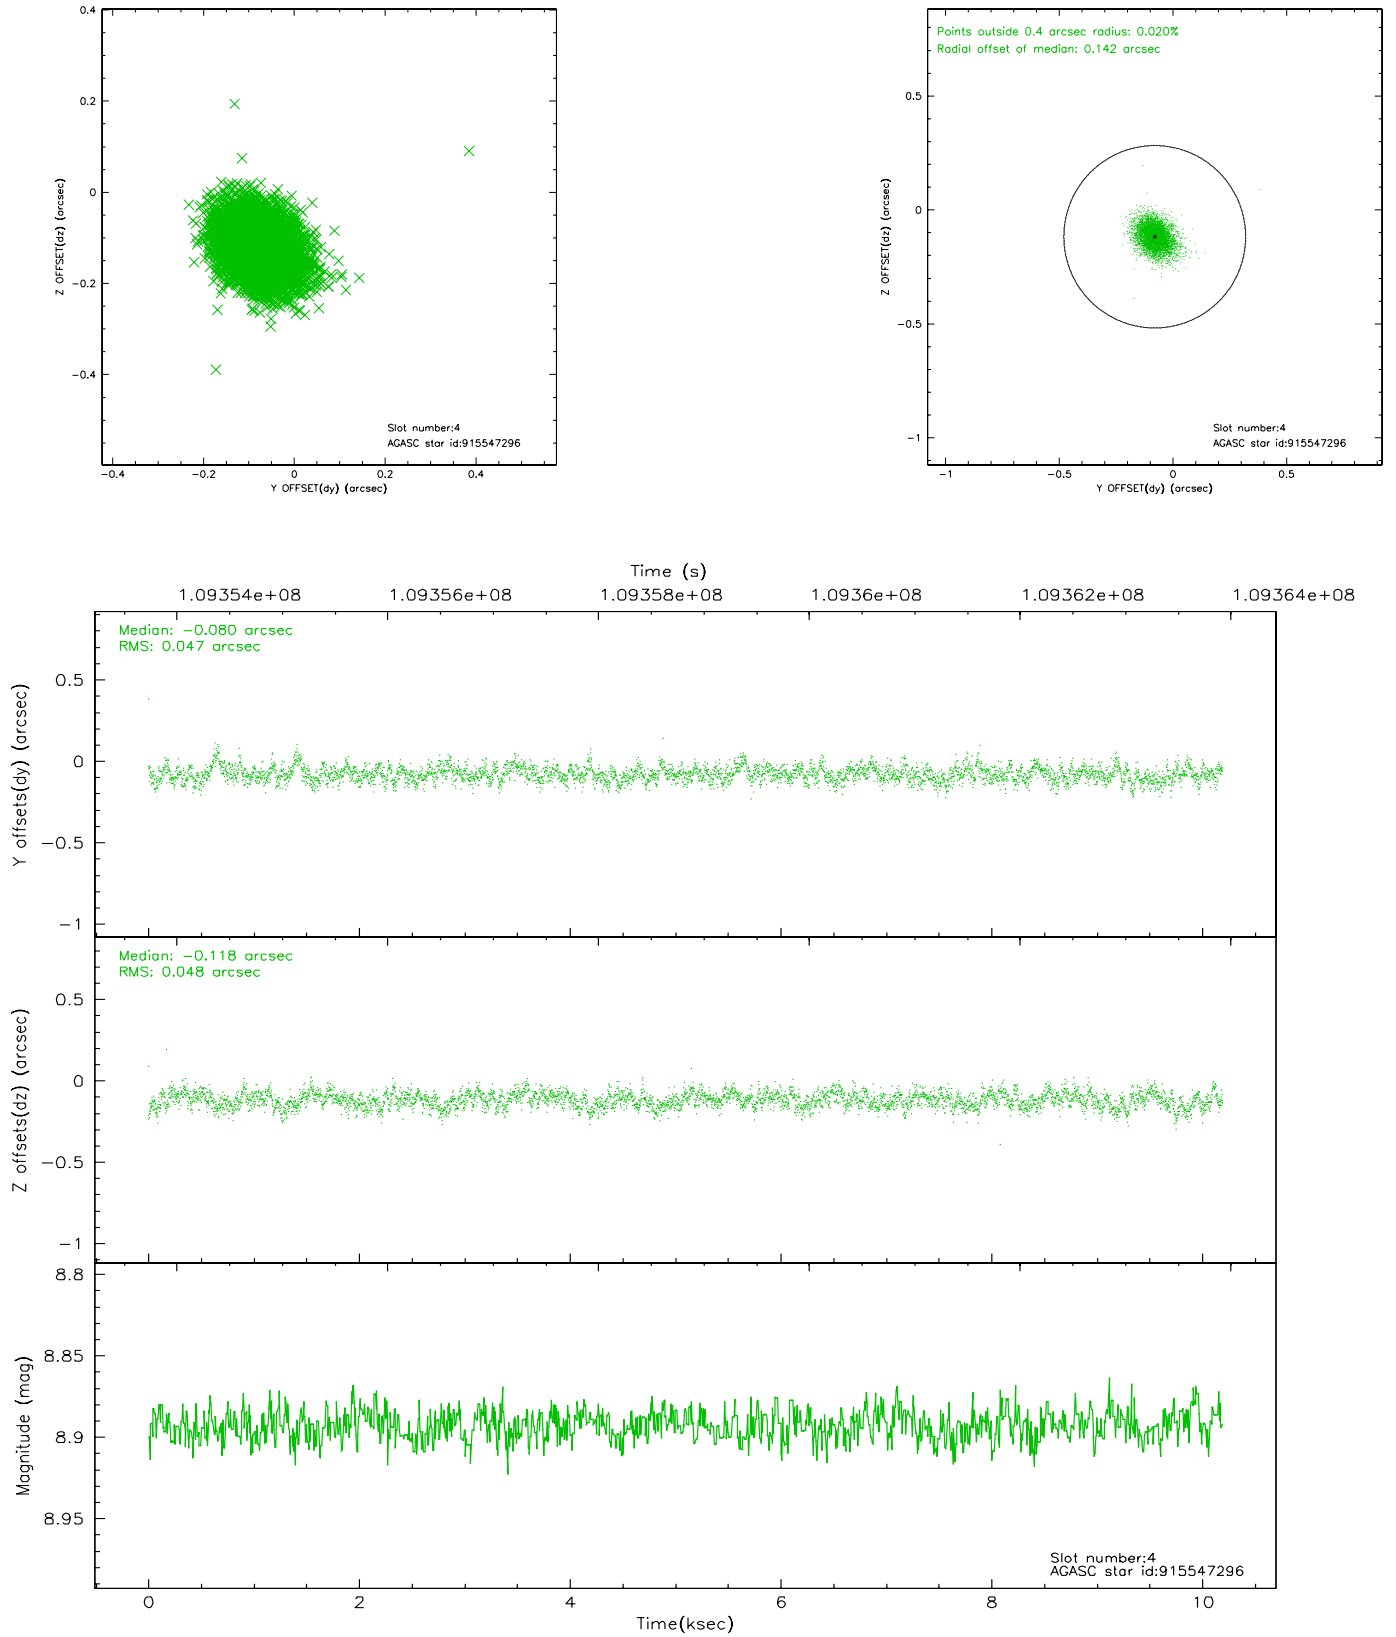 0.4
0.2
0
−0.2
−0.4
Z OFFSET(dz) (arcsec)
Slot number:4
AGASC star id:915547296
−0.4
−0.2
0
0.2
0.4
Y OFFSET(dy) (arcsec)
Points outside 0.4 arcsec radius: 0.020%
Radial offset of median: 0.142 arcsec
0.5
0
−0.5
−1
Z OFFSET(dz) (arcsec)
Slot number:4
AGASC star id:915547296
−1
−0.5
0
0.5
Y OFFSET(dy) (arcsec)
Time (s)
1.09354e+08
1.09356e+08
1.09358e+08
1.0936e+08
1.09362e+08
1.09364e+08
Median: −0.080 arcsec
RMS: 0.047 arcsec
0.5
0
−0.5
−1
Y offsets(dy) (arcsec)
Median: −0.118 arcsec
RMS: 0.048 arcsec
0.5
0
−0.5
−1
Z offsets(dz) (arcsec)
8.8
8.85
8.9
8.95
Magnitude (mag)
Slot number:4
AGASC star id:915547296
0
2
4
6
8
10
Time(ksec)